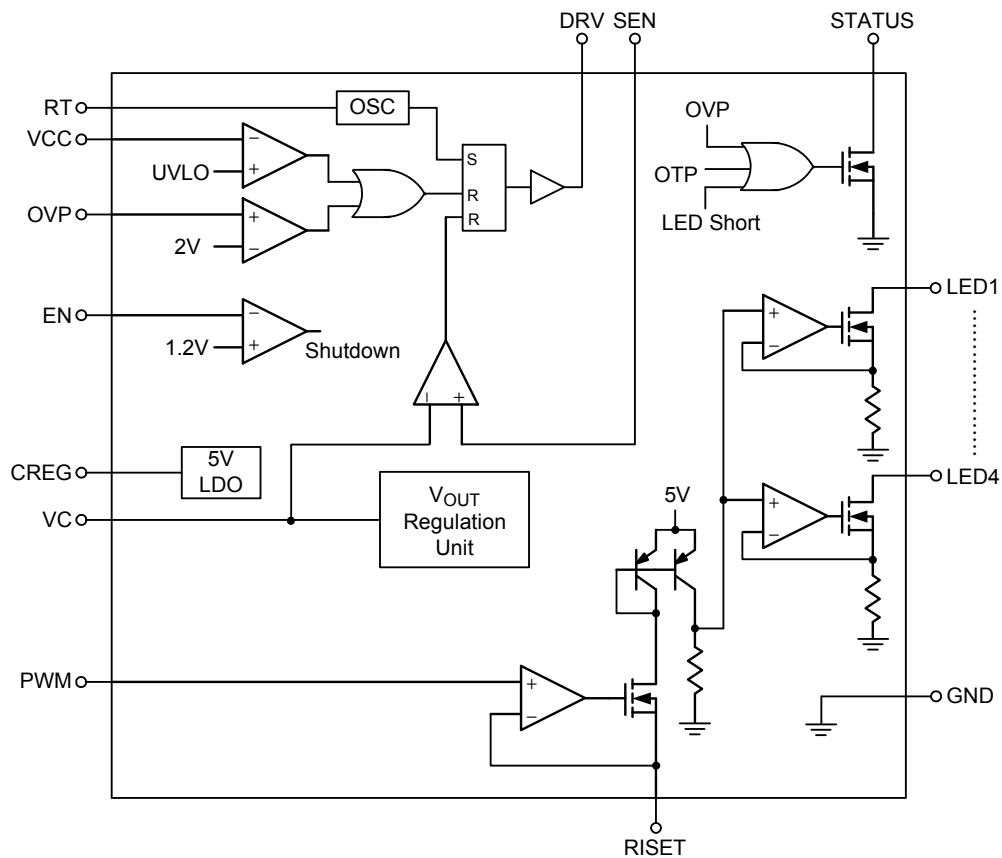 DRV SEN STATUS
RT
OSC
VCC
UVLO
−
+
S
R
R
OVP
OTP
LED Short
OVP
2V
+
−
EN
1.2V
−
+
Shutdown
LED1
+
−
− +
CREG
5V
LDO
VC
VOUT
Regulation
Unit
5V
LED4
+
−
PWM
+
−
GND
RISET